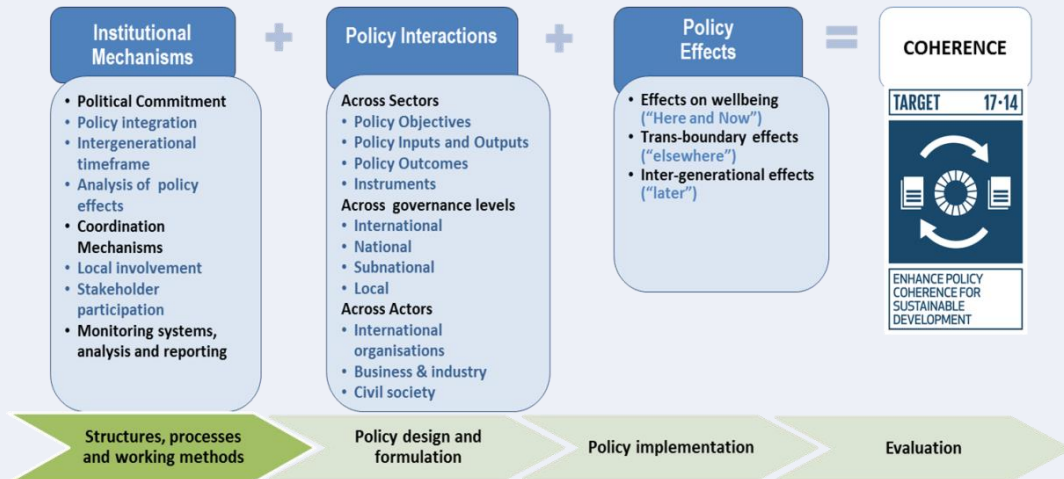 Institutional
Mechanisms
+
Policy Interactions
+
Policy
Effects
=
COHERENCE
• Political Commitment
• Policy integration
• Intergenerational
timeframe
• Analysis of policy
effects
• Coordination
Mechanisms
• Local involvement
• Stakeholder
participation
• Monitoring systems,
analysis and reporting
Across Sectors
• Policy Objectives
• Policy Inputs and Outputs
• Policy Outcomes
• Instruments
Across governance levels
• International
• National
• Subnational
• Local
Across Actors
• International
organisations
• Business & industry
• Civil society
• Effects on wellbeing
("Here and Now")
• Trans-boundary effects
("elsewhere")
• Inter-generational effects
("later")
TARGET 17·14
ENHANCE POLICY
COHERENCE FOR
SUSTAINABLE
DEVELOPMENT
Structures, processes
and working methods
Policy design and
formulation
Policy implementation
Evaluation